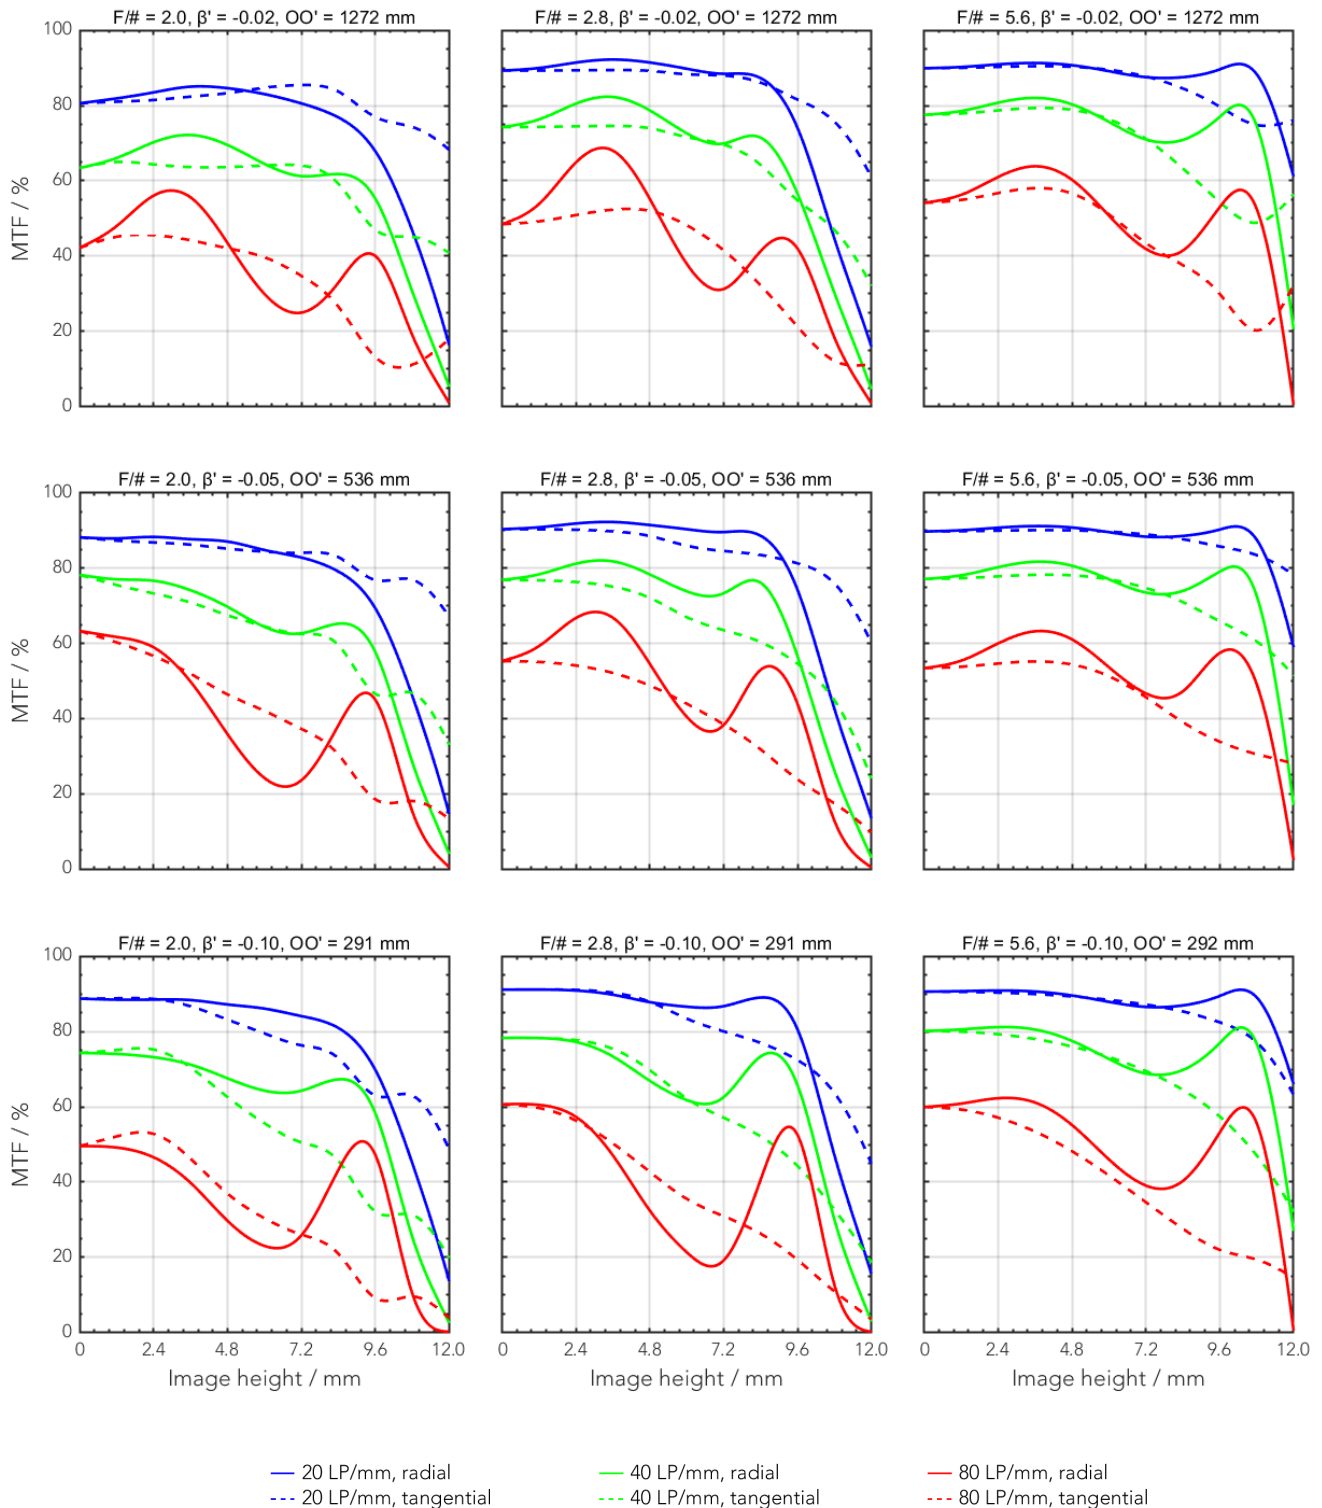 F/# = 2.0, β' = -0.02, OO' = 1272 mm
F/# = 2.8, β' = -0.02, OO' = 1272 mm
F/# = 5.6, β' = -0.02, OO' = 1272 mm
100
80
60
40
20
0
MTF / %
F/# = 2.0, β' = -0.05, OO' = 536 mm
F/# = 2.8, β' = -0.05, OO' = 536 mm
F/# = 5.6, β' = -0.05, OO' = 536 mm
100
80
60
40
20
0
MTF / %
F/# = 2.0, β' = -0.10, OO' = 291 mm
F/# = 2.8, β' = -0.10, OO' = 291 mm
F/# = 5.6, β' = -0.10, OO' = 292 mm
100
80
60
40
20
0
MTF / %
0 2.4 4.8 7.2 9.6 12.0
0 2.4 4.8 7.2 9.6 12.0
0 2.4 4.8 7.2 9.6 12.0
Image height / mm
Image height / mm
Image height / mm
20 LP/mm, radial
40 LP/mm, radial
80 LP/mm, radial
20 LP/mm, tangential
40 LP/mm, tangential
80 LP/mm, tangential